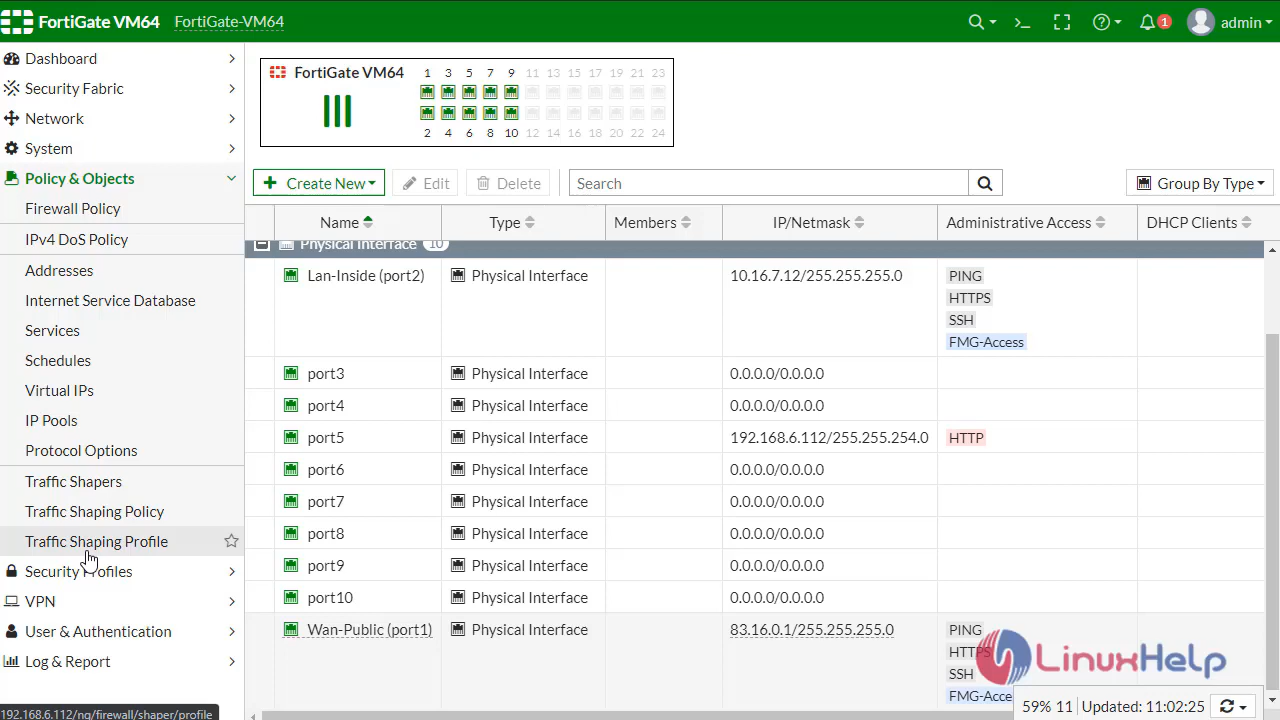 FortiGate VM64 FortiGate-VM64 1 admin
Dashboard
Security Fabric
Network
System
Policy & Objects
Firewall Policy
IPv4 DoS Policy
Addresses
Internet Service Database
Services
Schedules
Virtual IPs
IP Pools
Protocol Options
Traffic Shapers
Traffic Shaping Policy
Traffic Shaping Profile
Security Profiles
VPN
User & Authentication
Log & Report
192.168.6.112/ng/firewall/shaper/profile
FortiGate VM64 1 3 5 7 9 11 13 15 17 19 21 23
2 4 6 8 10 12 14 16 18 20 22 24
+ Create New Edit Delete Search Group By Type
Name Type Members IP/Netmask Administrative Access DHCP Clients
Physical Interface 10
Lan-Inside (port2) Physical Interface 10.16.7.12/255.255.255.0 PING
HTTPS
SSH
FMG-Access
port3 Physical Interface 0.0.0.0/0.0.0.0
port4 Physical Interface 0.0.0.0/0.0.0.0
port5 Physical Interface 192.168.6.112/255.255.254.0 HTTP
port6 Physical Interface 0.0.0.0/0.0.0.0
port7 Physical Interface 0.0.0.0/0.0.0.0
port8 Physical Interface 0.0.0.0/0.0.0.0
port9 Physical Interface 0.0.0.0/0.0.0.0
port10 Physical Interface 0.0.0.0/0.0.0.0
Wan-Public (port1) Physical Interface 83.16.0.1/255.255.255.0 PING
HTTPS
SSH
FMG-Acce
LinuxHelp
59% 11 Updated: 11:02:25